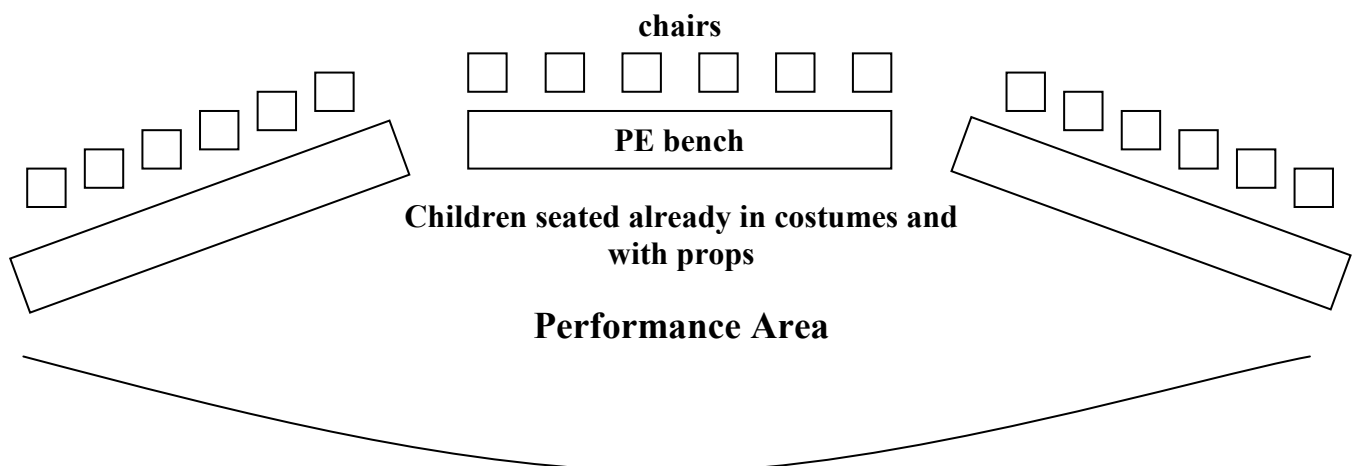 chairs
PE bench
Children seated already in costumes and
with props
Performance Area